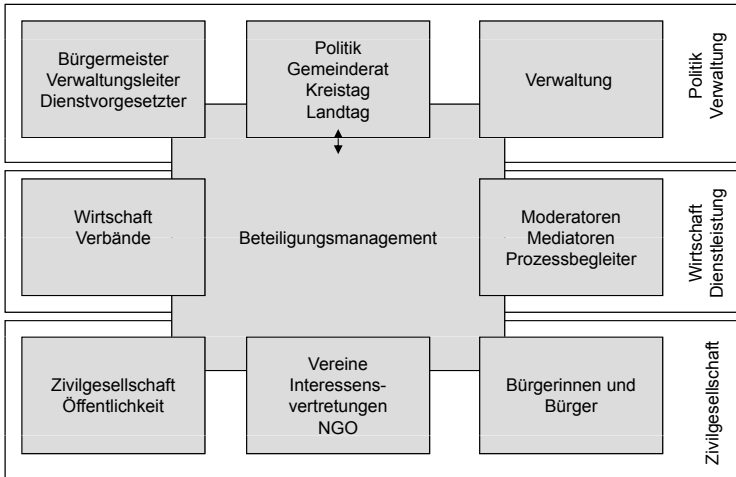 Bürgermeister
Verwaltungsleiter
Dienstvorgesetzter
Politik
Gemeinderat
Kreistag
Landtag
Verwaltung
Politik
Verwaltung
Wirtschaft
Verbände
Beteiligungsmanagement
Moderatoren
Mediatoren
Prozessbegleiter
Wirtschaft
Dienstleistung
Zivilgesellschaft
Öffentlichkeit
Vereine
Interessens-
vertretungen
NGO
Bürgerinnen und
Bürger
Zivilgesellschaft